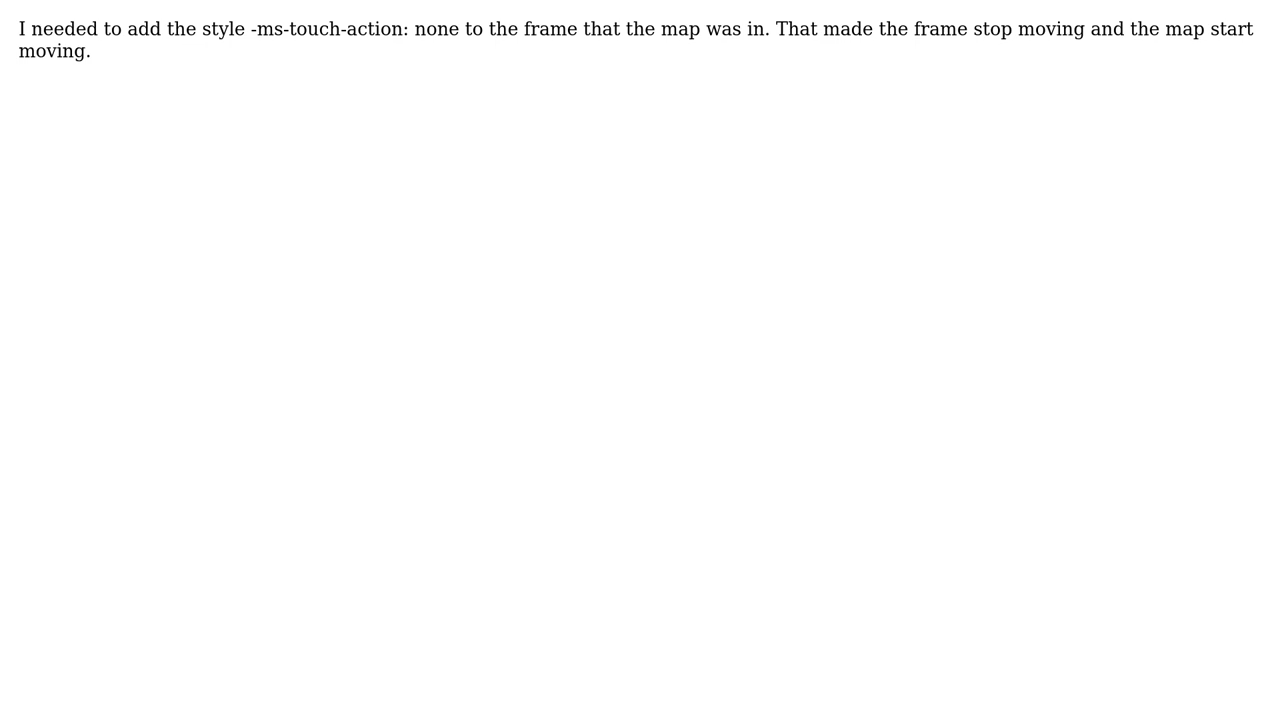 I needed to add the style -ms-touch-action: none to the frame that the map was in. That made the frame stop moving and the map start
moving.